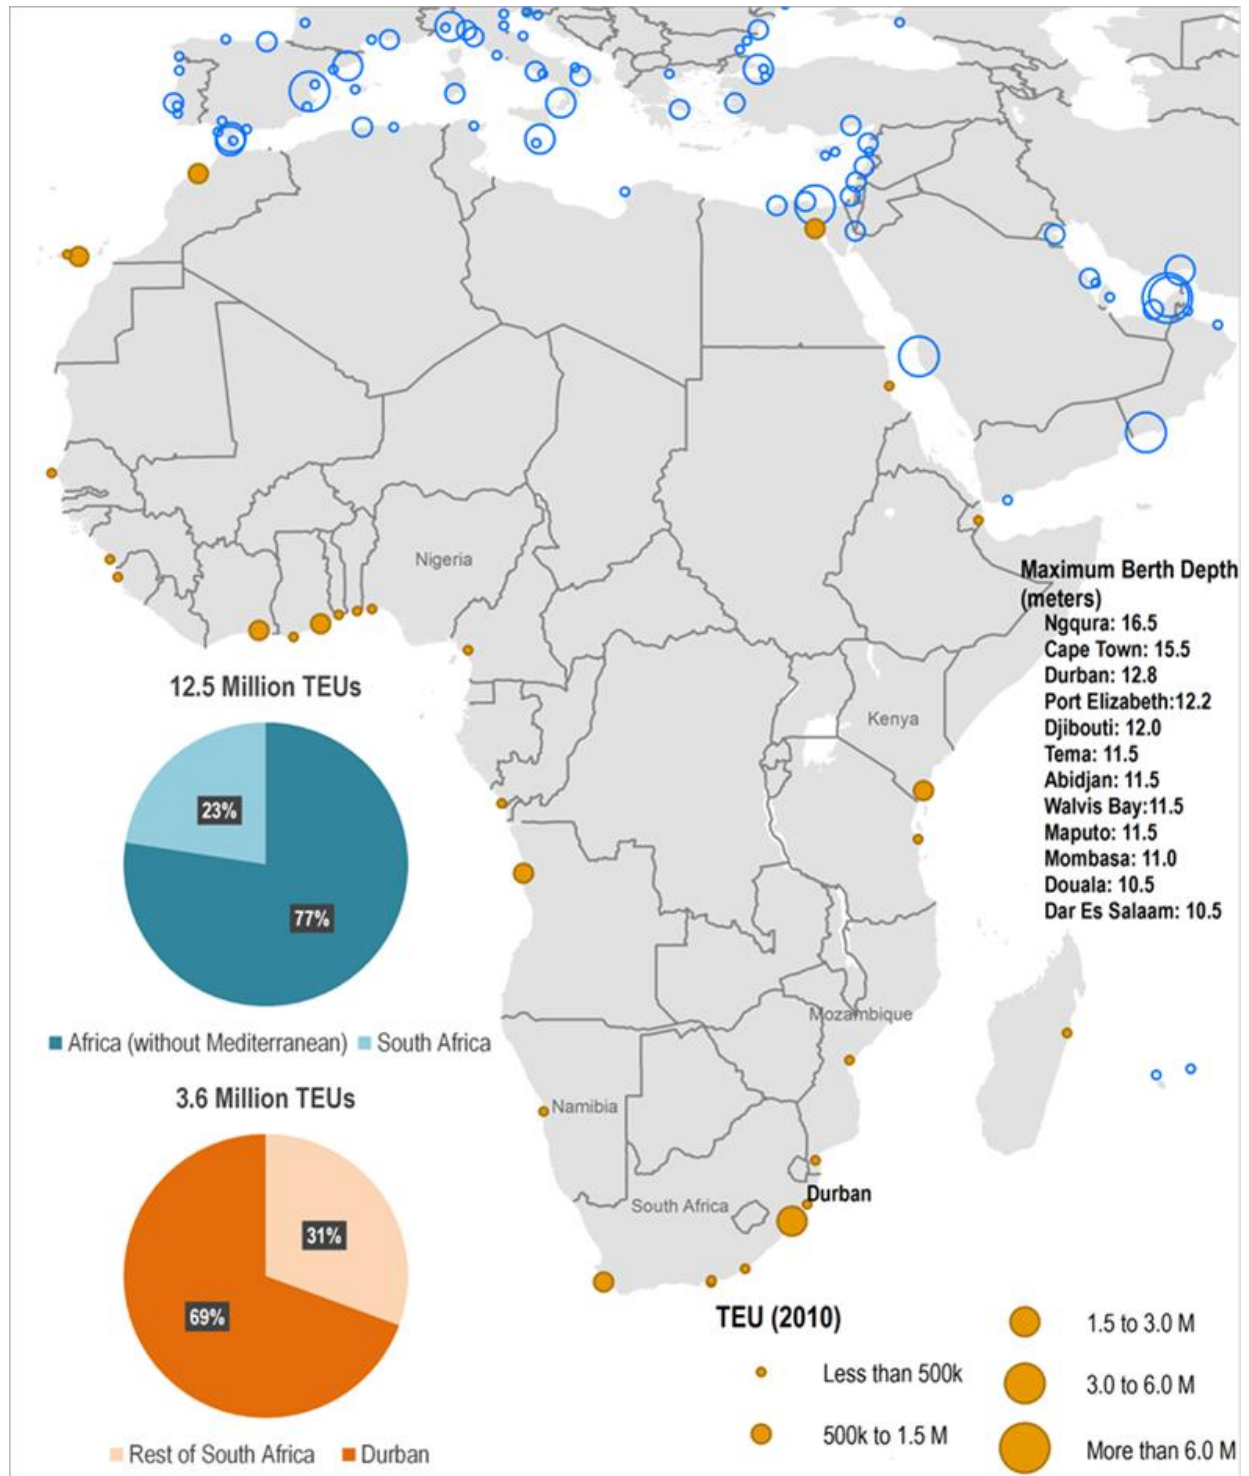 Nigeria
Maximum Berth Depth
(meters)
Ngqura: 16.5
Cape Town: 15.5
Durban: 12.8
Port Elizabeth:12.2
Djibouti: 12.0
Tema: 11.5
Abidjan: 11.5
Walvis Bay:11.5
Maputo: 11.5
Mombasa: 11.0
Douala: 10.5
Dar Es Salaam: 10.5
Kenya
12.5 Million TEUs
23%
77%
Africa (without Mediterranean) South Africa
Mozambique
Namibia
South Africa
Durban
3.6 Million TEUs
31%
69%
Rest of South Africa Durban
TEU (2010)
Less than 500k
500k to 1.5 M
1.5 to 3.0 M
3.0 to 6.0 M
More than 6.0 M